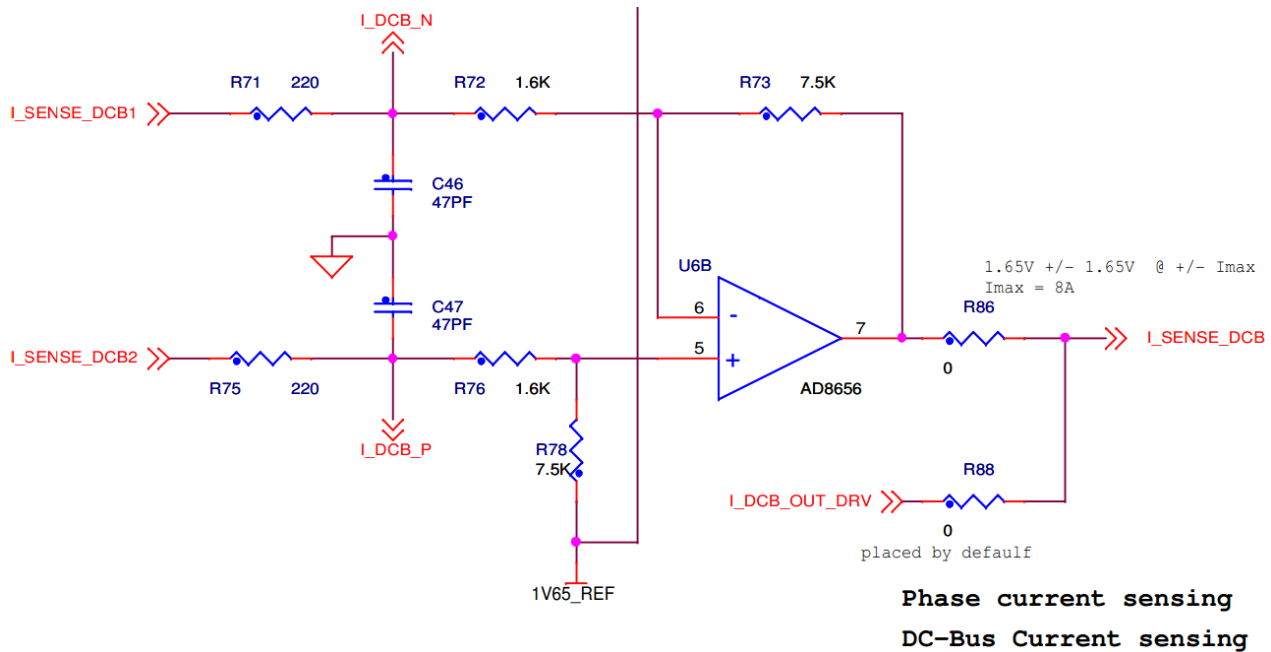 I_DCB_N
R71 220
R72 1.6K
R73 7.5K
I_SENSE_DCB1
C46
47PF
U6B
1.65V +/- 1.65V @ +/- Imax
Imax = 8A
C47
47PF
6
-
7
R86
I_SENSE_DCB
I_SENSE_DCB2
5
+
0
R75 220
R76 1.6K
AD8656
I_DCB_P
R78
7.5K
R88
I_DCB_OUT_DRV
0
placed by defaulf
1V65_REF
Phase current sensing
DC-Bus Current sensing